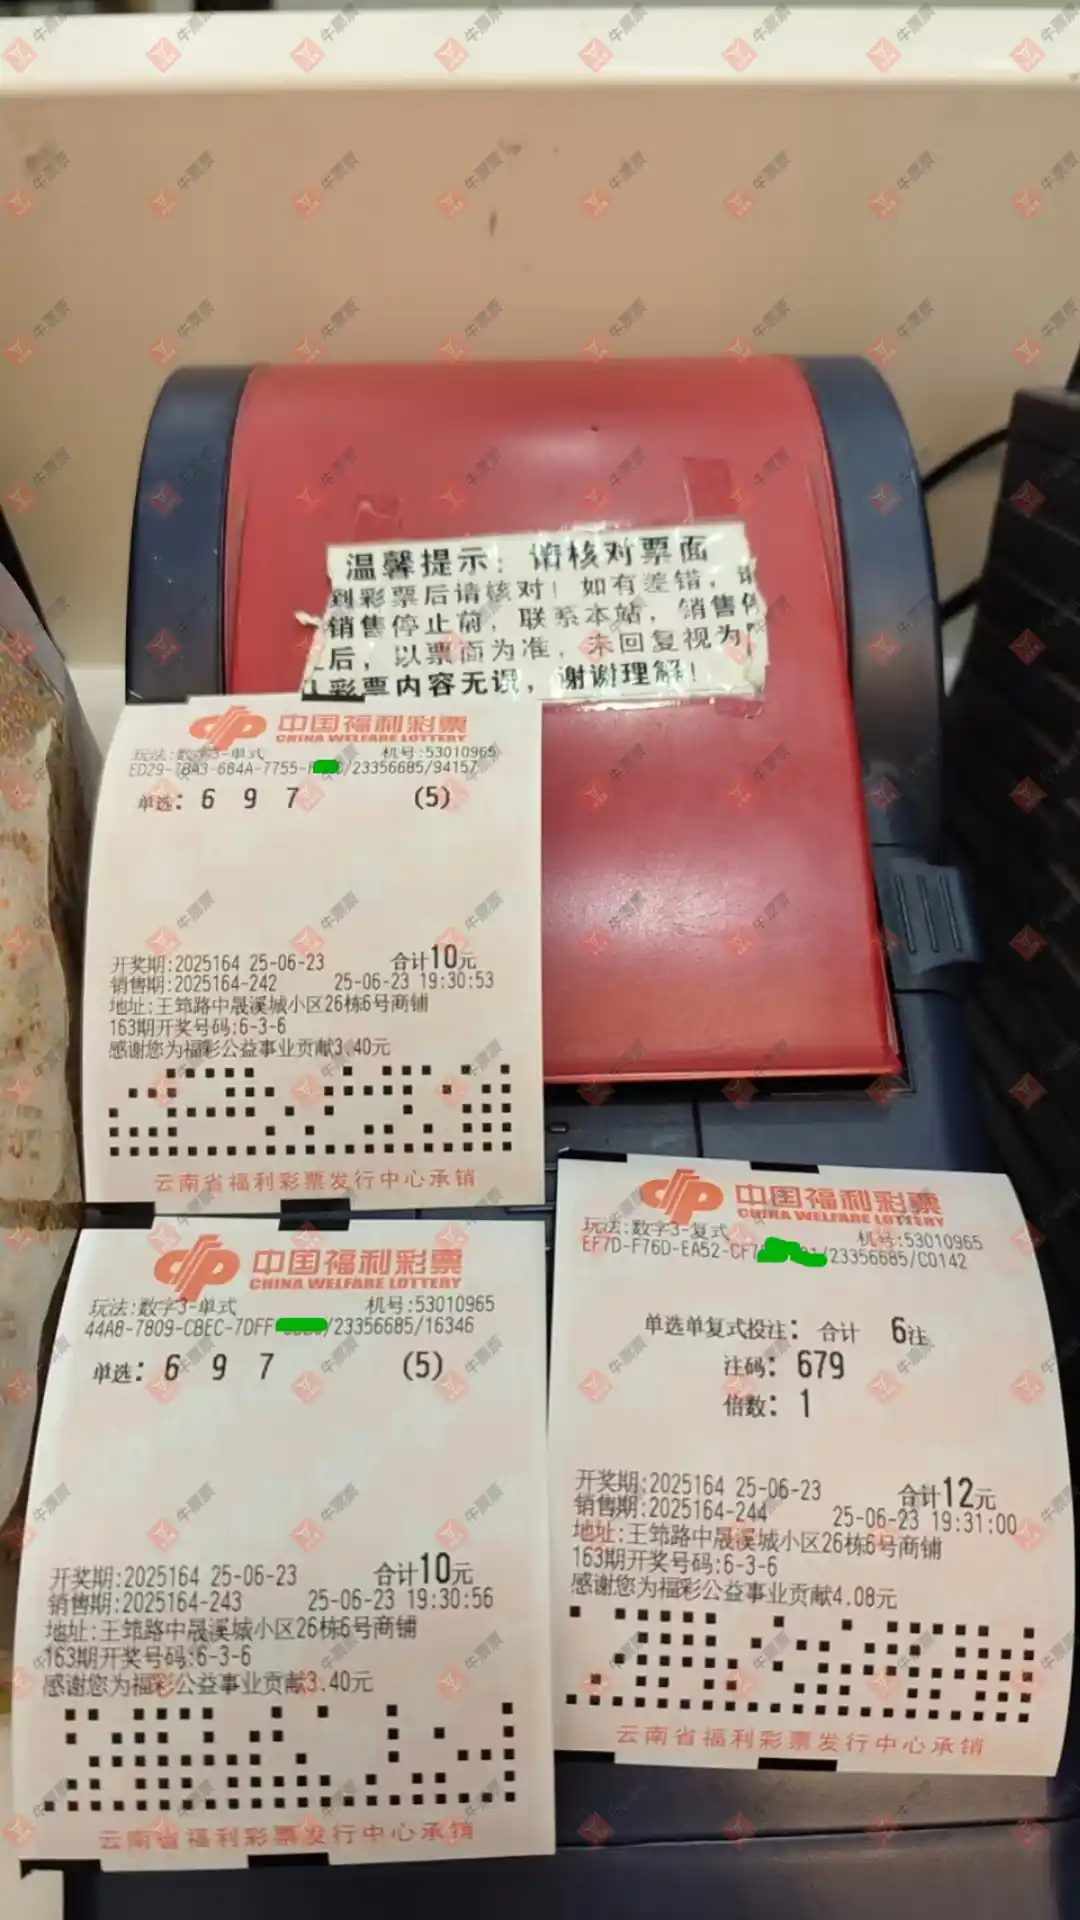 温馨提示：请核对票面
到彩票后请核对！如有差错，
销售停止前，联系本站，销售停
后，以票面为准，未回复视为
彩票内容无误，谢谢理解！
中国福利彩票
CHINA WELFARE LOTTERY
玩法:数字3-单式 机号:53010965
/23356685/94157
单选: 6 9 7 (5)
开奖期:2025164 25-06-23 合计10元
销售期:2025164-242 25-06-23 19:30:53
地址:王筇路中晟溪城小区26栋6号商铺
163期开奖号码:6-3-6
感谢您为福彩公益事业贡献3.40元
云南省福利彩票发行中心承销
中国福利彩票
CHINA WELFARE LOTTERY
玩法:数字3-单式 机号:53010965
44A8-7809-CBEC-7DFF /23356685/16346
单选: 6 9 7 (5)
开奖期:2025164 25-06-23 合计10元
销售期:2025164-243 25-06-23 19:30:56
地址:王筇路中晟溪城小区26栋6号商铺
163期开奖号码:6-3-6
感谢您为福彩公益事业贡献3.40元
云南省福利彩票发行中心承销
中国福利彩票
CHINA WELFARE LOTTERY
玩法:数字3-复式 机号:53010965
EF7D-F76D-EA52- /23356685/C0142
单选单复式投注: 合计 6注
注码: 679
倍数: 1
开奖期:2025164 25-06-23 合计12元
销售期:2025164-244 25-06-23 19:31:00
地址:王筇路中晟溪城小区26栋6号商铺
163期开奖号码:6-3-6
感谢您为福彩公益事业贡献4.08元
云南省福利彩票发行中心承销
牛票票